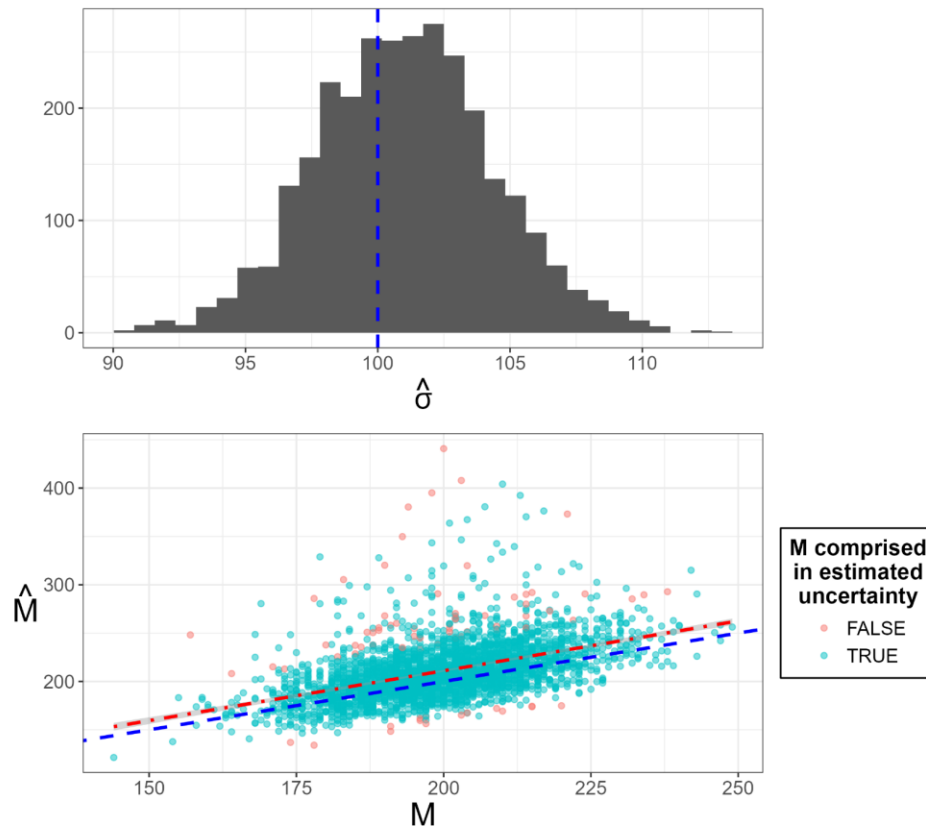 200
100
0
90
95
100
105
110
σ̂
400
300
M̂
200
150
175
200
225
250
M
M comprised
in estimated
uncertainty
FALSE
TRUE